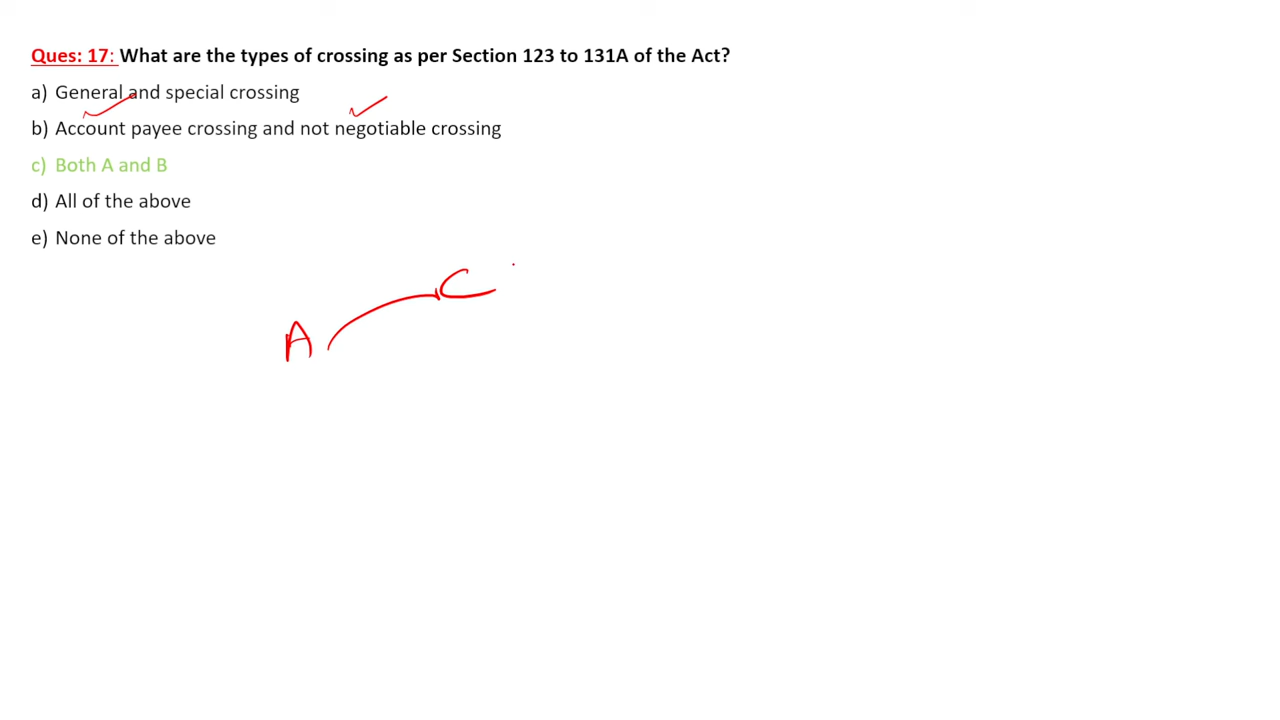 Ques: 17: What are the types of crossing as per Section 123 to 131A of the Act?
a) General and special crossing
b) Account payee crossing and not negotiable crossing
c) Both A and B
d) All of the above
e) None of the above
C
A